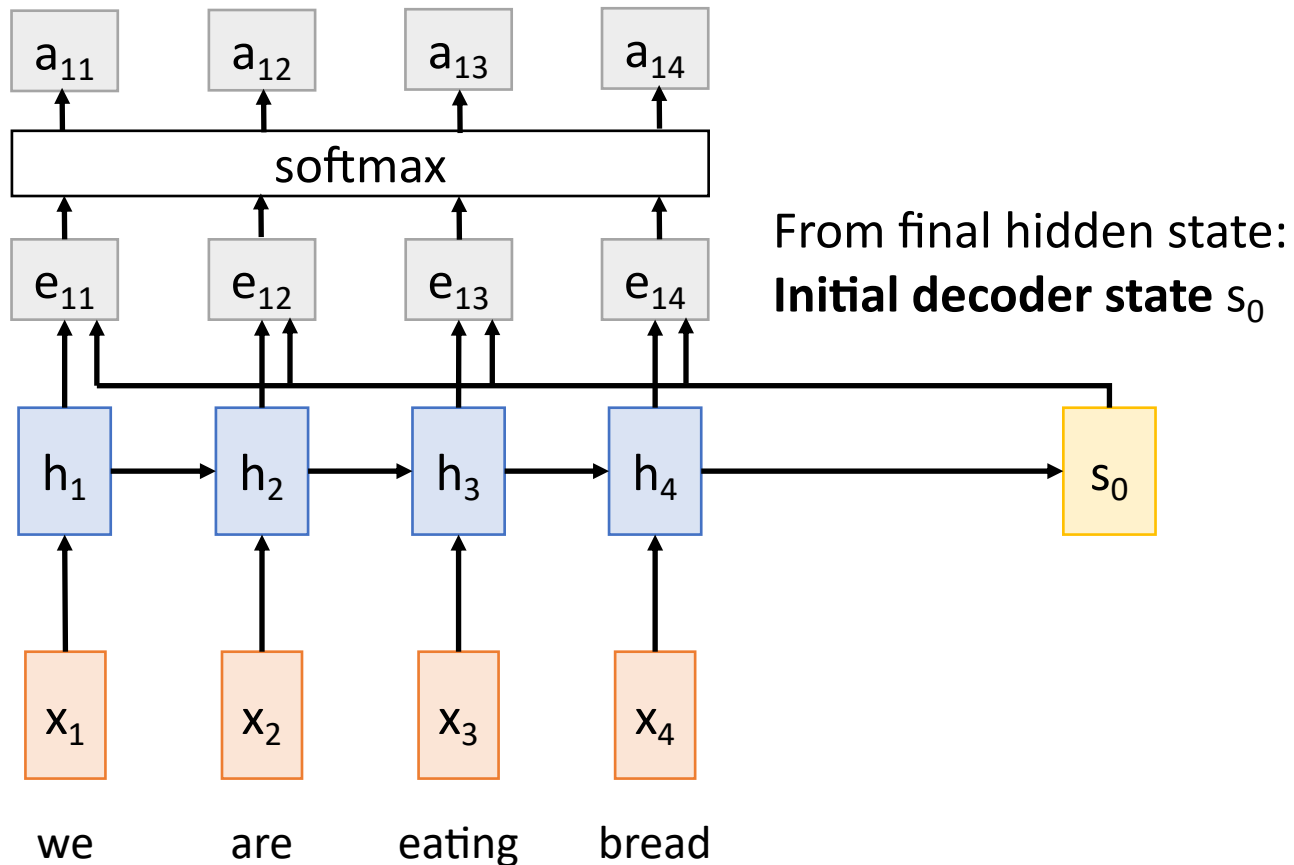 a₁₁ a₁₂ a₁₃ a₁₄
softmax
e₁₁ e₁₂ e₁₃ e₁₄
From final hidden state:
Initial decoder state s₀
h₁ h₂ h₃ h₄ s₀
x₁ x₂ x₃ x₄
we are eating bread